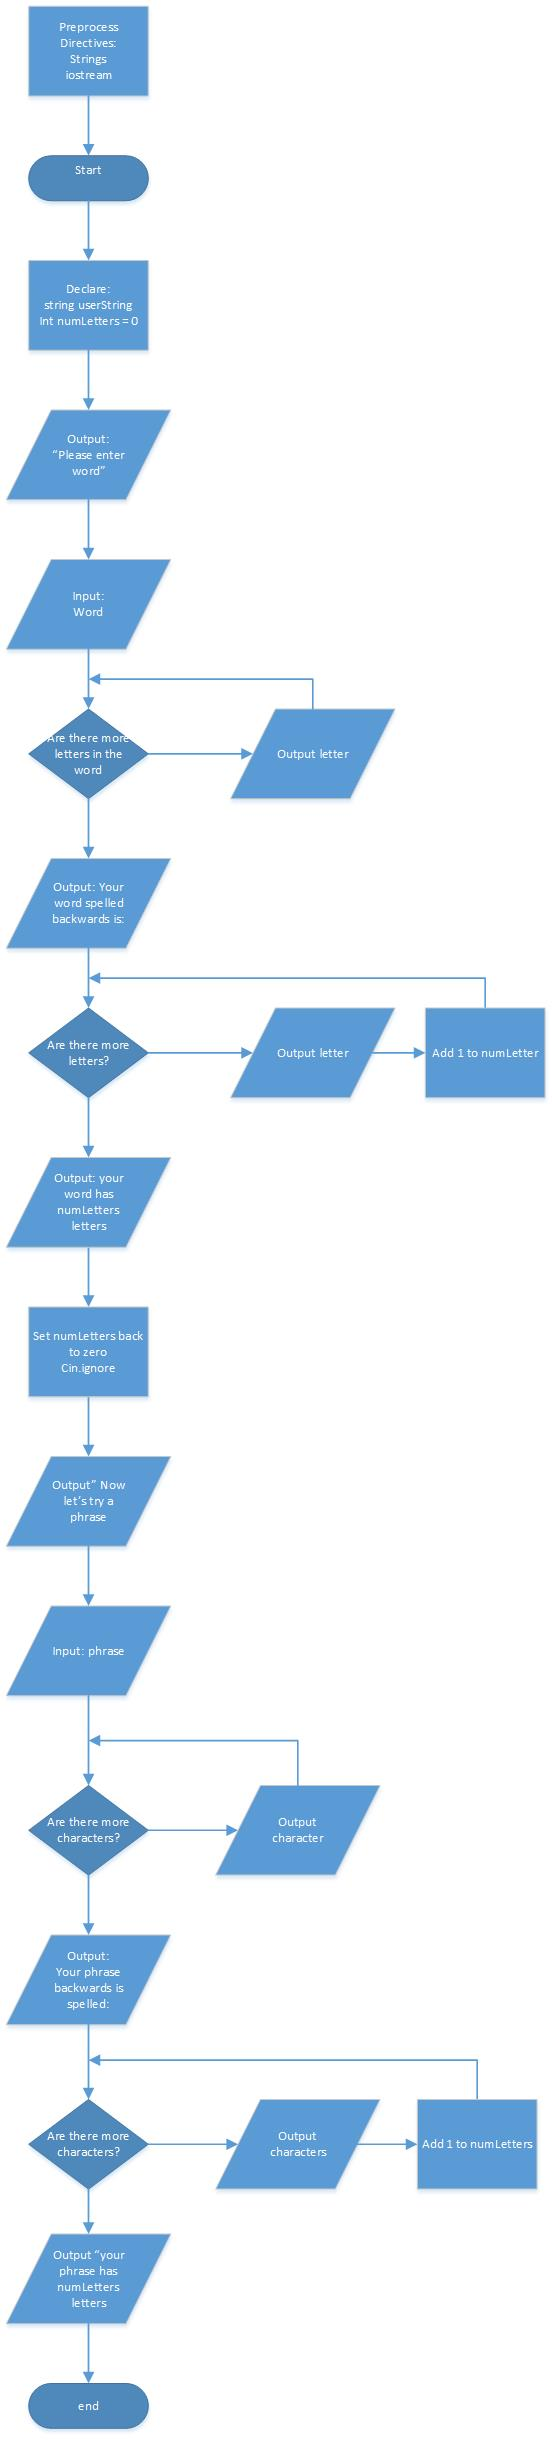 Preprocess
Directives:
Strings
iostream
Start
Declare:
string userString
Int numLetters = 0
Output:
“Please enter
word”
Input:
Word
Are there more
letters in the
word
Output letter
Output: Your
word spelled
backwards is:
Are there more
letters?
Output letter
Add 1 to numLetter
Output: your
word has
numLetters
letters
Set numLetters back
to zero
Cin.ignore
Output” Now
let’s try a
phrase
Input: phrase
Are there more
characters?
Output
character
Output:
Your phrase
backwards is
spelled:
Are there more
characters?
Output
characters
Add 1 to numLetters
Output “your
phrase has
numLetters
letters
end